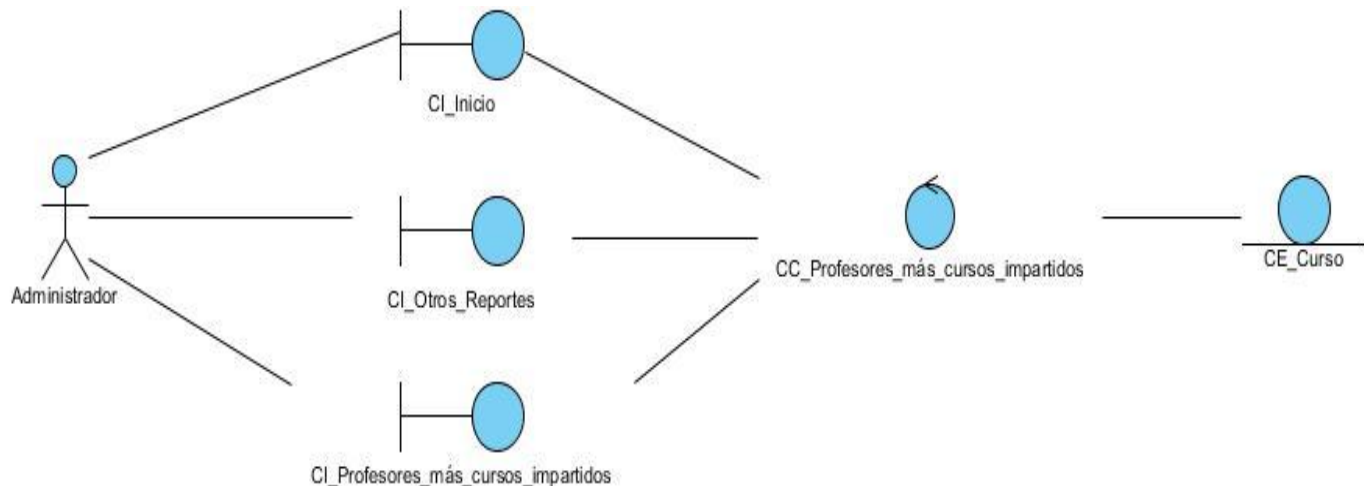 CI_Inicio
Administrador
CI_Otros_Reportes
CC_Profesores_más_cursos_impartidos
CE_Curso
CI_Profesores_más_cursos_impartidos